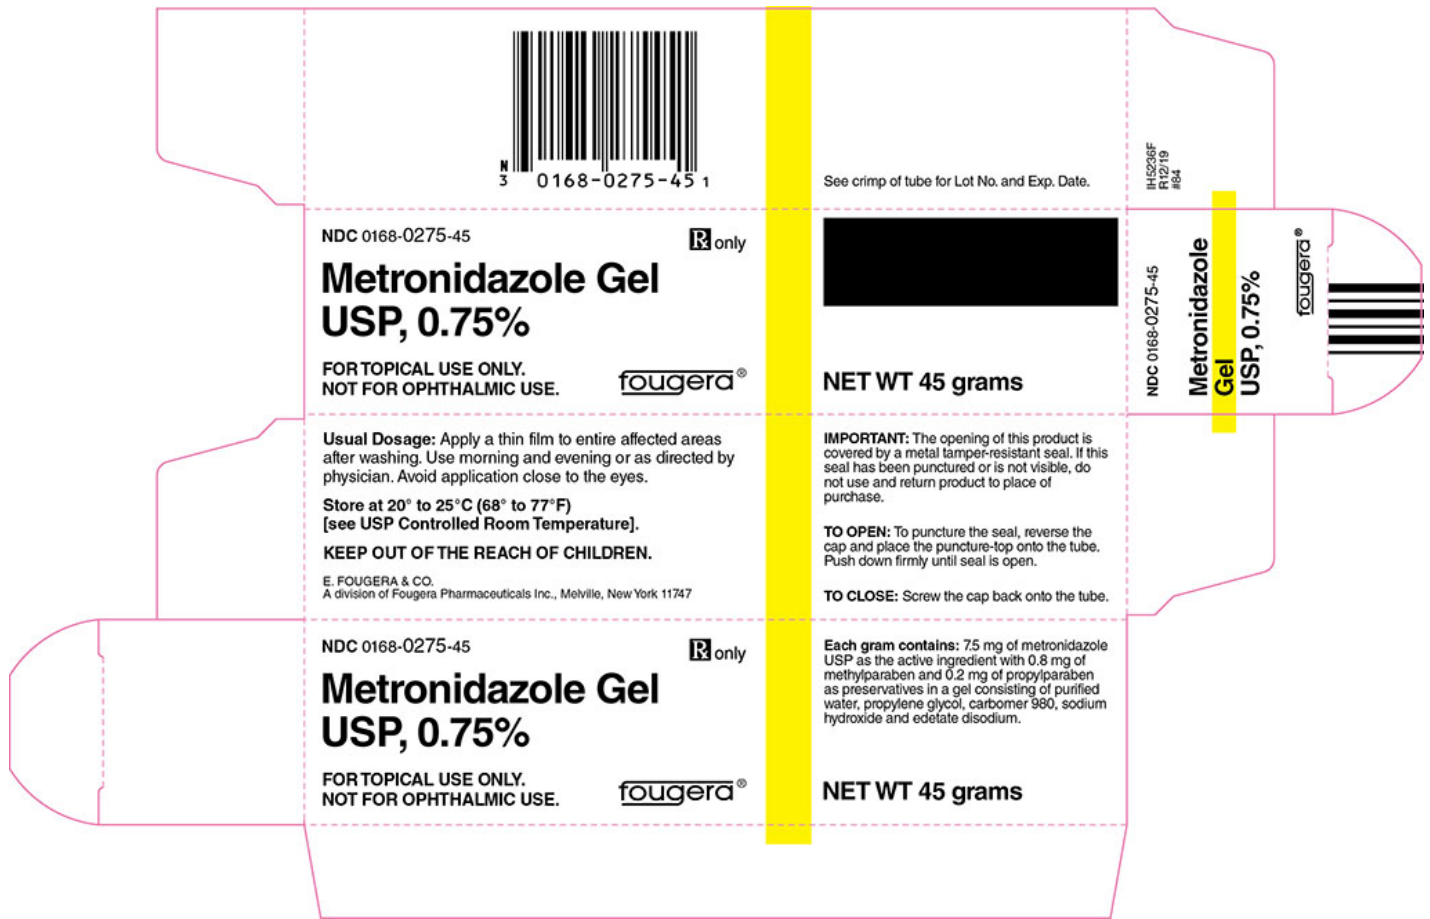 N
3 0168-0275-45 1
See crimp of tube for Lot No. and Exp. Date.
IH5236F
R12/19
#84
NDC 0168-0275-45
Rx only
Metronidazole Gel
USP, 0.75%
FOR TOPICAL USE ONLY.
NOT FOR OPHTHALMIC USE.
fougera®
NET WT 45 grams
NDC 0168-0275-45
Metronidazole
Gel
USP, 0.75%
fougera®
Usual Dosage: Apply a thin film to entire affected areas
after washing. Use morning and evening or as directed by
physician. Avoid application close to the eyes.
Store at 20° to 25°C (68° to 77°F)
[see USP Controlled Room Temperature].
KEEP OUT OF THE REACH OF CHILDREN.
E. FOUGERA & CO.
A division of Fougera Pharmaceuticals Inc., Melville, New York 11747
IMPORTANT: The opening of this product is
covered by a metal tamper-resistant seal. If this
seal has been punctured or is not visible, do
not use and return product to place of
purchase.
TO OPEN: To puncture the seal, reverse the
cap and place the puncture-top onto the tube.
Push down firmly until seal is open.
TO CLOSE: Screw the cap back onto the tube.
NDC 0168-0275-45
Rx only
Metronidazole Gel
USP, 0.75%
FOR TOPICAL USE ONLY.
NOT FOR OPHTHALMIC USE.
fougera®
Each gram contains: 7.5 mg of metronidazole
USP as the active ingredient with 0.8 mg of
methylparaben and 0.2 mg of propylparaben
as preservatives in a gel consisting of purified
water, propylene glycol, carbomer 980, sodium
hydroxide and edetate disodium.
NET WT 45 grams